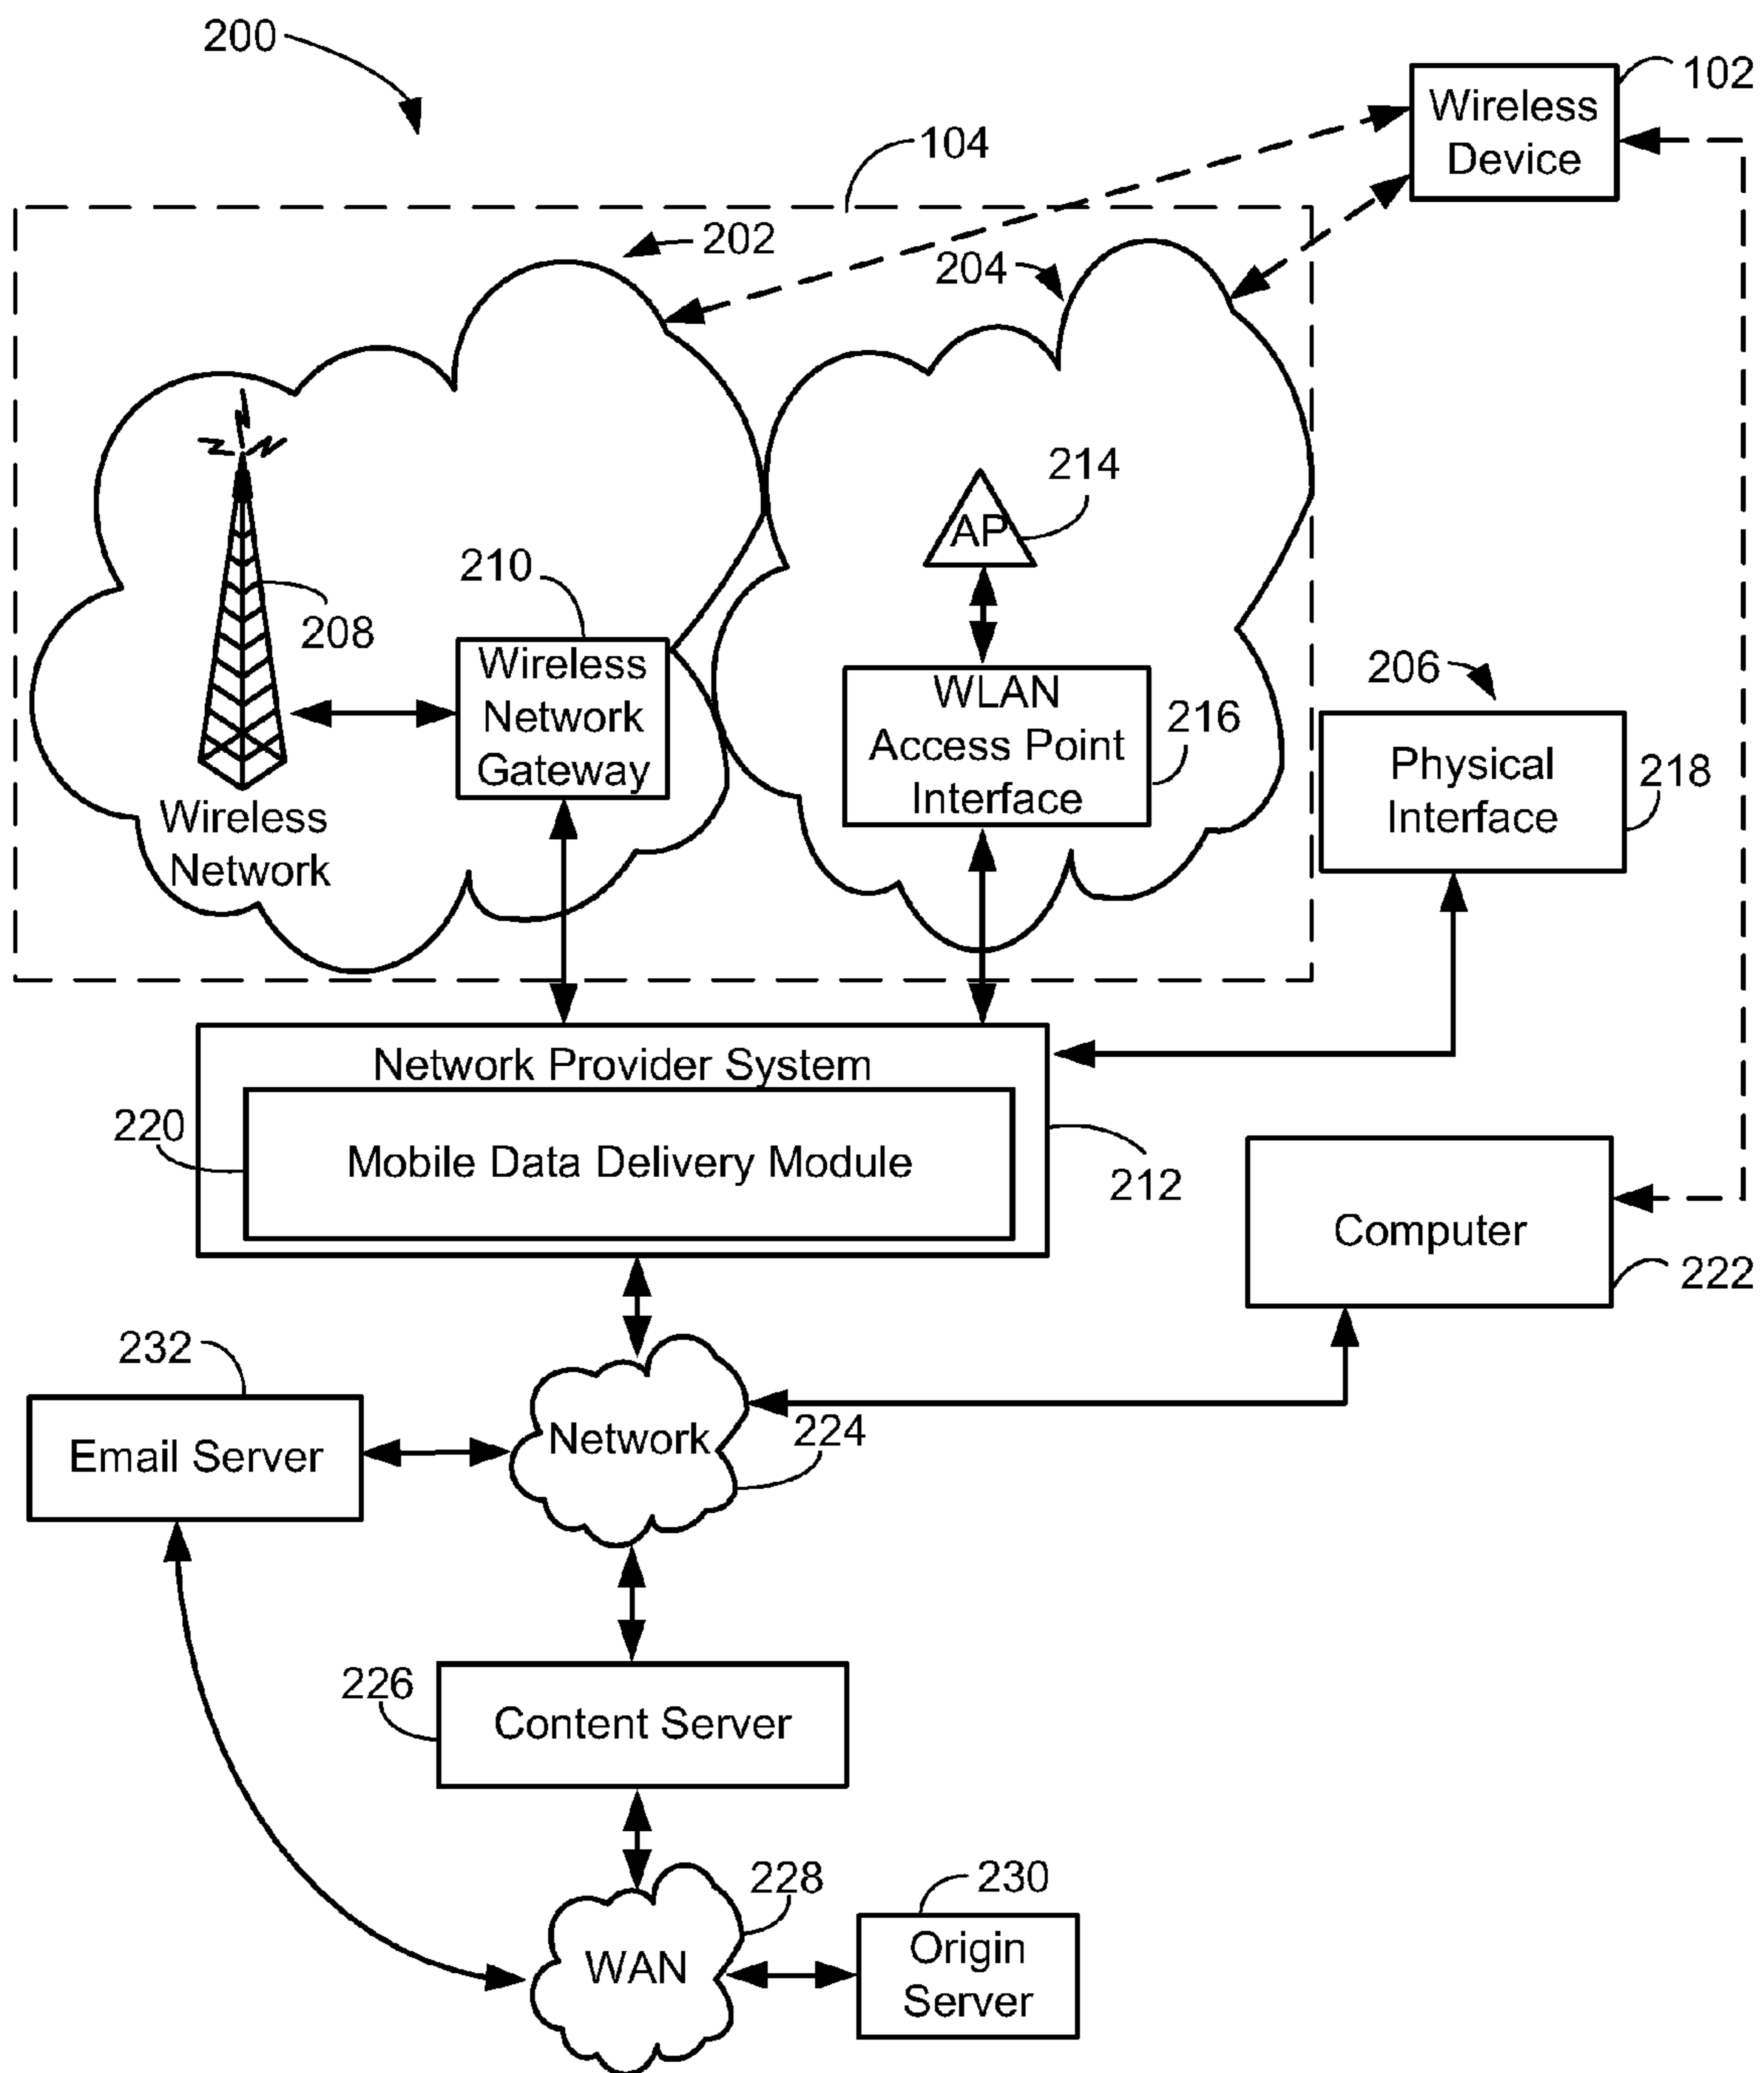 200
102
Wireless
Device
104
202
204
214
AP
210
208
Wireless
Network
Gateway
WLAN
Access Point
Interface
216
206
Physical
Interface
218
Wireless
Network
Network Provider System
220
Mobile Data Delivery Module
212
Computer
222
232
Email Server
Network
224
226
Content Server
228
WAN
230
Origin
Server